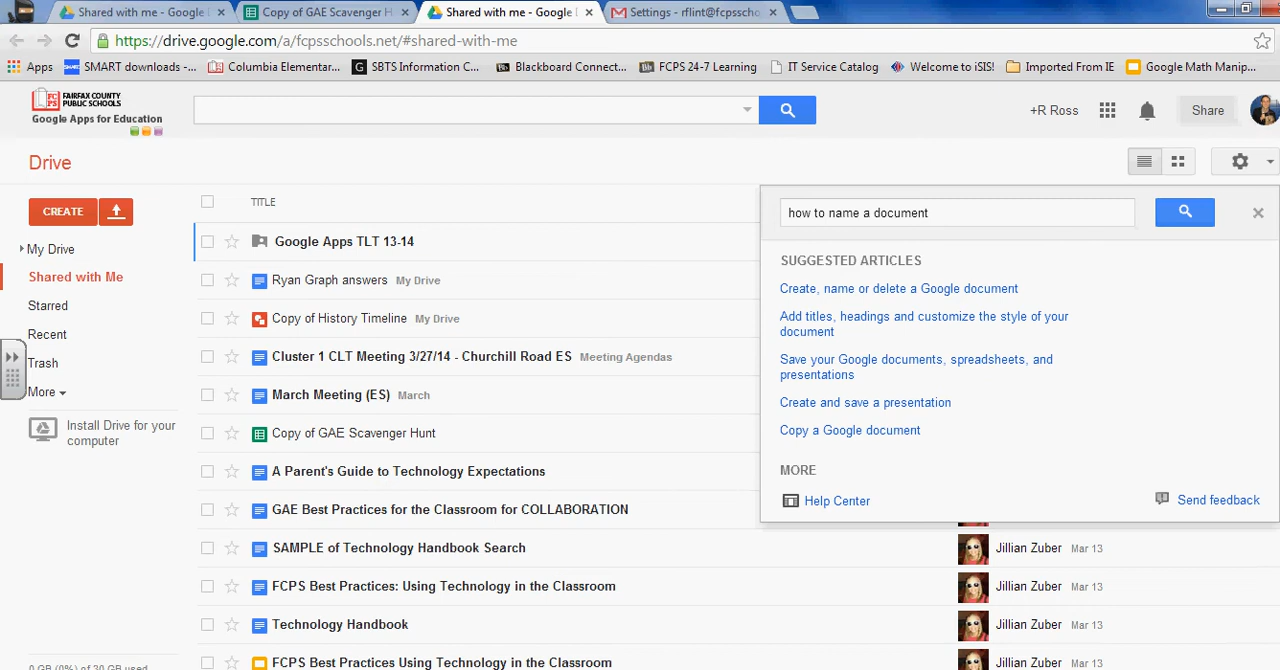 Shared with me - Google D
Copy of GAE Scavenger H
Shared with me - Google D
Settings - rflint@fcpsscho
https://drive.google.com/a/fcpsschools.net/#shared-with-me
Apps
SMART downloads -...
Columbia Elementar...
SBTS Information C...
Blackboard Connect...
FCPS 24-7 Learning
IT Service Catalog
Welcome to iSIS!
Imported From IE
Google Math Manip...
FAIRFAX COUNTY
PUBLIC SCHOOLS
Google Apps for Education
+R Ross
Share
Drive
CREATE
My Drive
Shared with Me
Starred
Recent
Trash
More
Install Drive for your
computer
0 GB (0%) of 30 GB used
TITLE
Google Apps TLT 13-14
Ryan Graph answers My Drive
Copy of History Timeline My Drive
Cluster 1 CLT Meeting 3/27/14 - Churchill Road ES Meeting Agendas
March Meeting (ES) March
Copy of GAE Scavenger Hunt
A Parent's Guide to Technology Expectations
GAE Best Practices for the Classroom for COLLABORATION
SAMPLE of Technology Handbook Search Jillian Zuber Mar 13
FCPS Best Practices: Using Technology in the Classroom Jillian Zuber Mar 13
Technology Handbook Jillian Zuber Mar 13
FCPS Best Practices Using Technology in the Classroom Jillian Zuber Mar 13
how to name a document
SUGGESTED ARTICLES
Create, name or delete a Google document
Add titles, headings and customize the style of your
document
Save your Google documents, spreadsheets, and
presentations
Create and save a presentation
Copy a Google document
MORE
Help Center
Send feedback